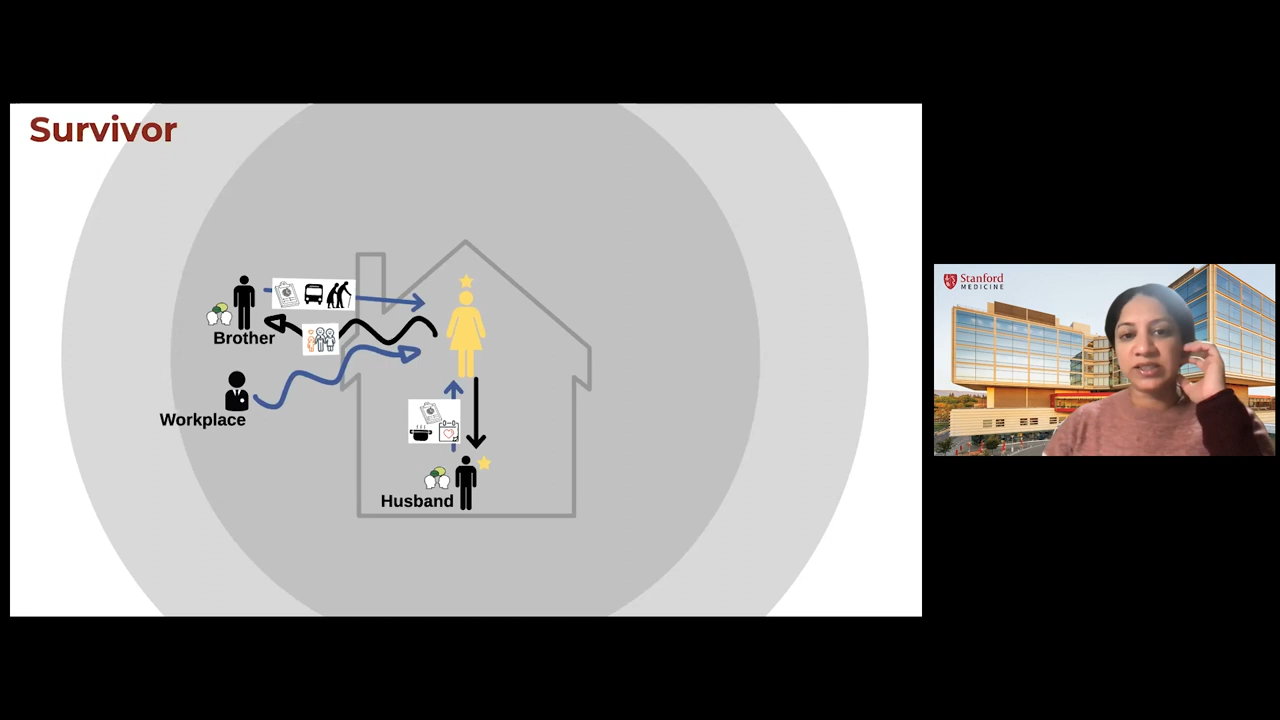 Survivor
Brother
Workplace
Husband
Stanford
MEDICINE